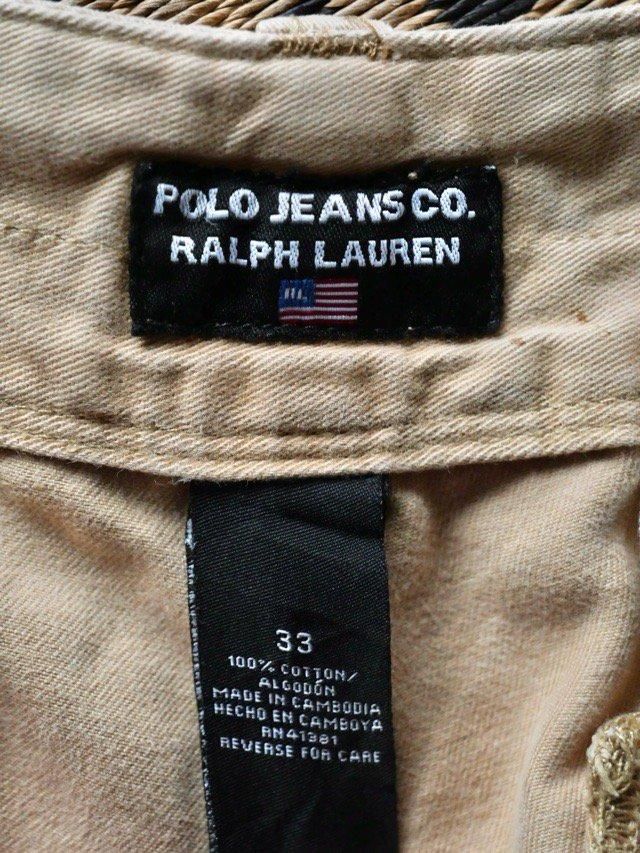 POLO JEANS CO.
RALPH LAUREN
RL
33
100% COTTON/
ALGODÓN
MADE IN CAMBODIA
HECHO EN CAMBOYA
RN41381
REVERSE FOR CARE